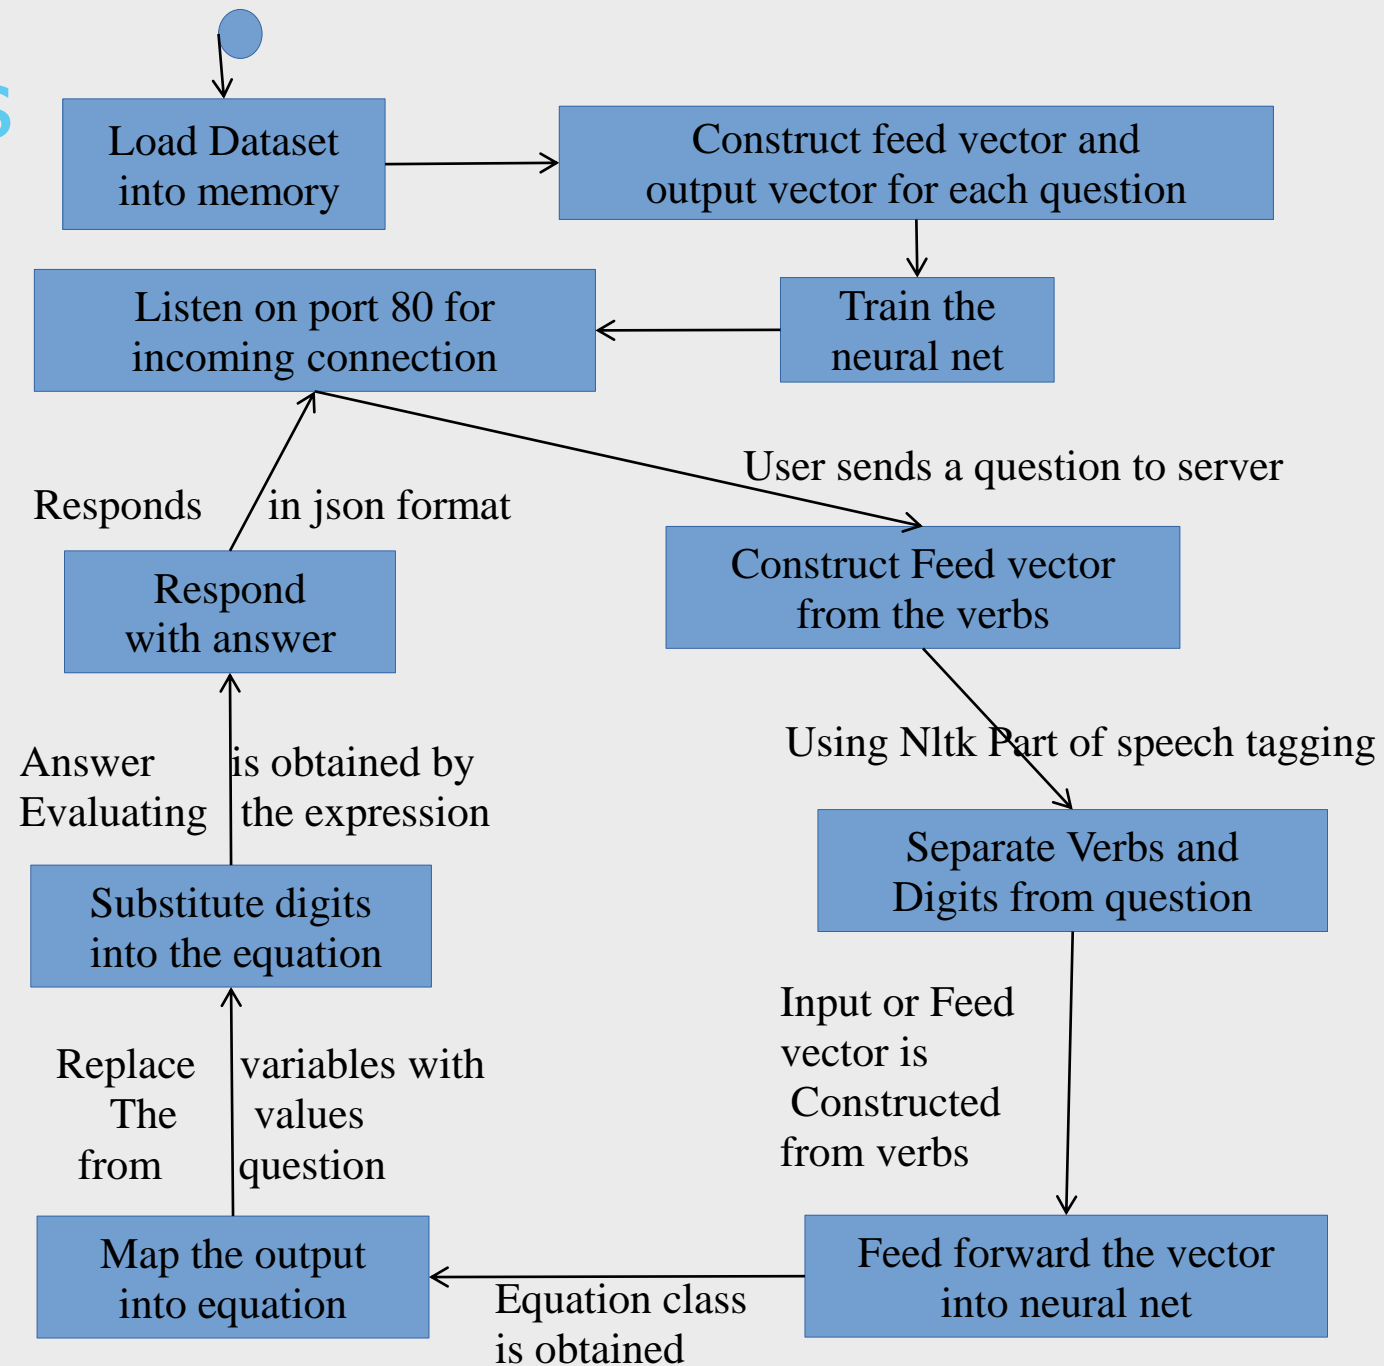 s
Load Dataset
into memory
Construct feed vector and
output vector for each question
Train the
neural net
Listen on port 80 for
incoming connection
User sends a question to server
Responds in json format
Construct Feed vector
from the verbs
Respond
with answer
Using Nltk Part of speech tagging
Answer is obtained by
Evaluating the expression
Separate Verbs and
Digits from question
Substitute digits
into the equation
Input or Feed
vector is
Constructed
from verbs
Replace variables with
The values
from question
Feed forward the vector
into neural net
Equation class
is obtained
Map the output
into equation